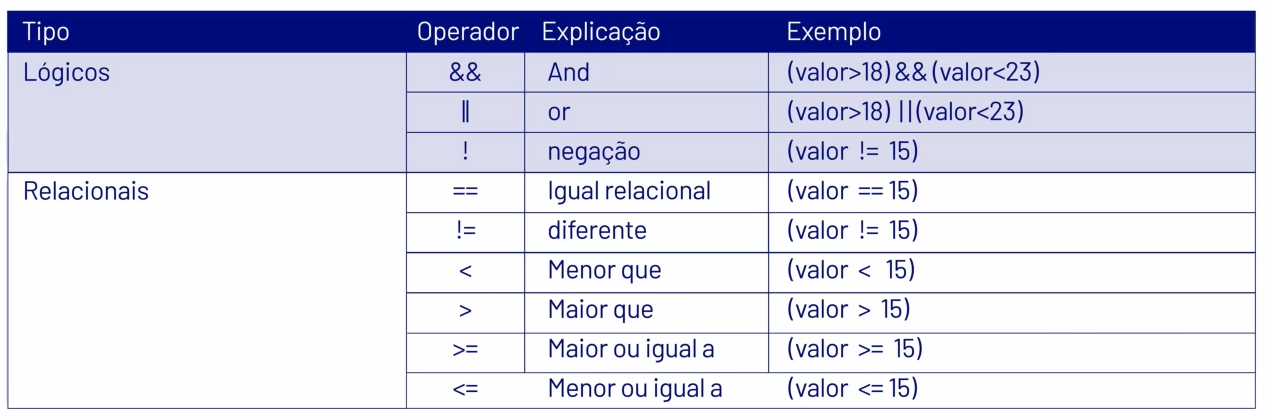 Tipo Operador Explicação Exemplo
Lógicos && And (valor>18)&&(valor<23)
|| or (valor>18) ||(valor<23)
! negação (valor != 15)
Relacionais == Igual relacional (valor == 15)
!= diferente (valor != 15)
< Menor que (valor < 15)
> Maior que (valor > 15)
>= Maior ou igual a (valor >= 15)
<= Menor ou igual a (valor <= 15)